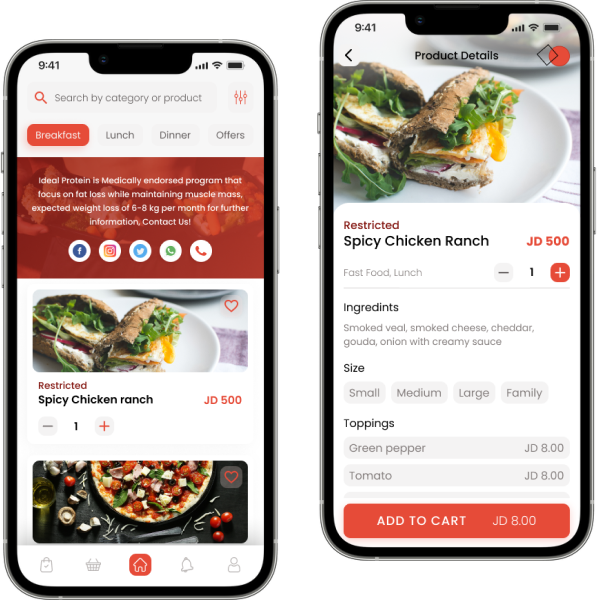 9:41
Search by category or product
Breakfast Lunch Dinner Offers
Ideal Protein is Medically endorsed program that
focus on fat loss while maintaining muscle mass,
expected weight loss of 6-8 kg per month for further
information, Contact Us!
Restricted
Spicy Chicken ranch JD 500
1
9:41
Product Details
Restricted
Spicy Chicken Ranch JD 500
Fast Food, Lunch 1
Ingredints
Smoked veal, smoked cheese, cheddar,
gouda, onion with creamy sauce
Size
Small Medium Large Family
Toppings
Green pepper JD 8.00
Tomato JD 8.00
ADD TO CART JD 8.00